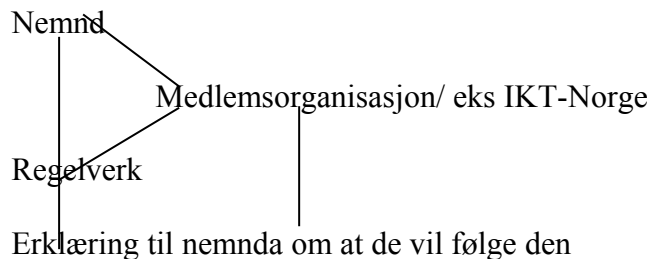 Nemnd
Medlemsorganisasjon/ eks IKT-Norge
Regelverk
Erklæring til nemnda om at de vil følge den